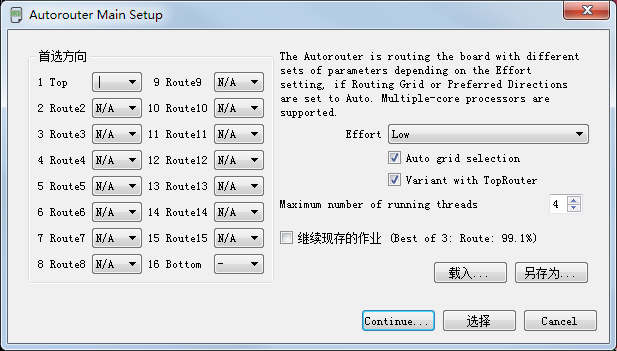 Autorouter Main Setup
首选方向
1 Top | 9 Route9 N/A
2 Route2 N/A 10 Route10 N/A
3 Route3 N/A 11 Route11 N/A
4 Route4 N/A 12 Route12 N/A
5 Route5 N/A 13 Route13 N/A
6 Route6 N/A 14 Route14 N/A
7 Route7 N/A 15 Route15 N/A
8 Route8 N/A 16 Bottom -
The Autorouter is routing the board with different
sets of parameters depending on the Effort
setting, if Routing Grid or Preferred Directions
are set to Auto. Multiple-core processors are
supported.
Effort Low
Auto grid selection
Variant with TopRouter
Maximum number of running threads 4
继续现存的作业 (Best of 3: Route: 99.1%)
载入... 另存为...
Continue... 选择 Cancel